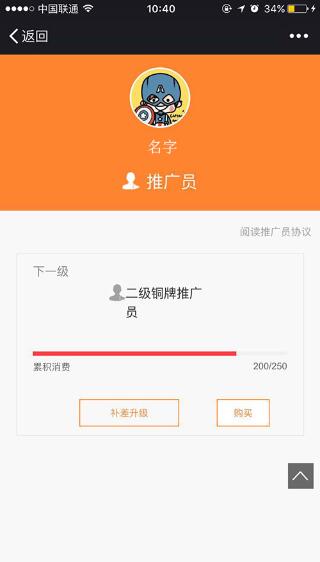 中国联通
10:40
34%
返回
名字
推广员
阅读推广员协议
下一级
二级铜牌推广
员
累积消费
200/250
补差升级
购买